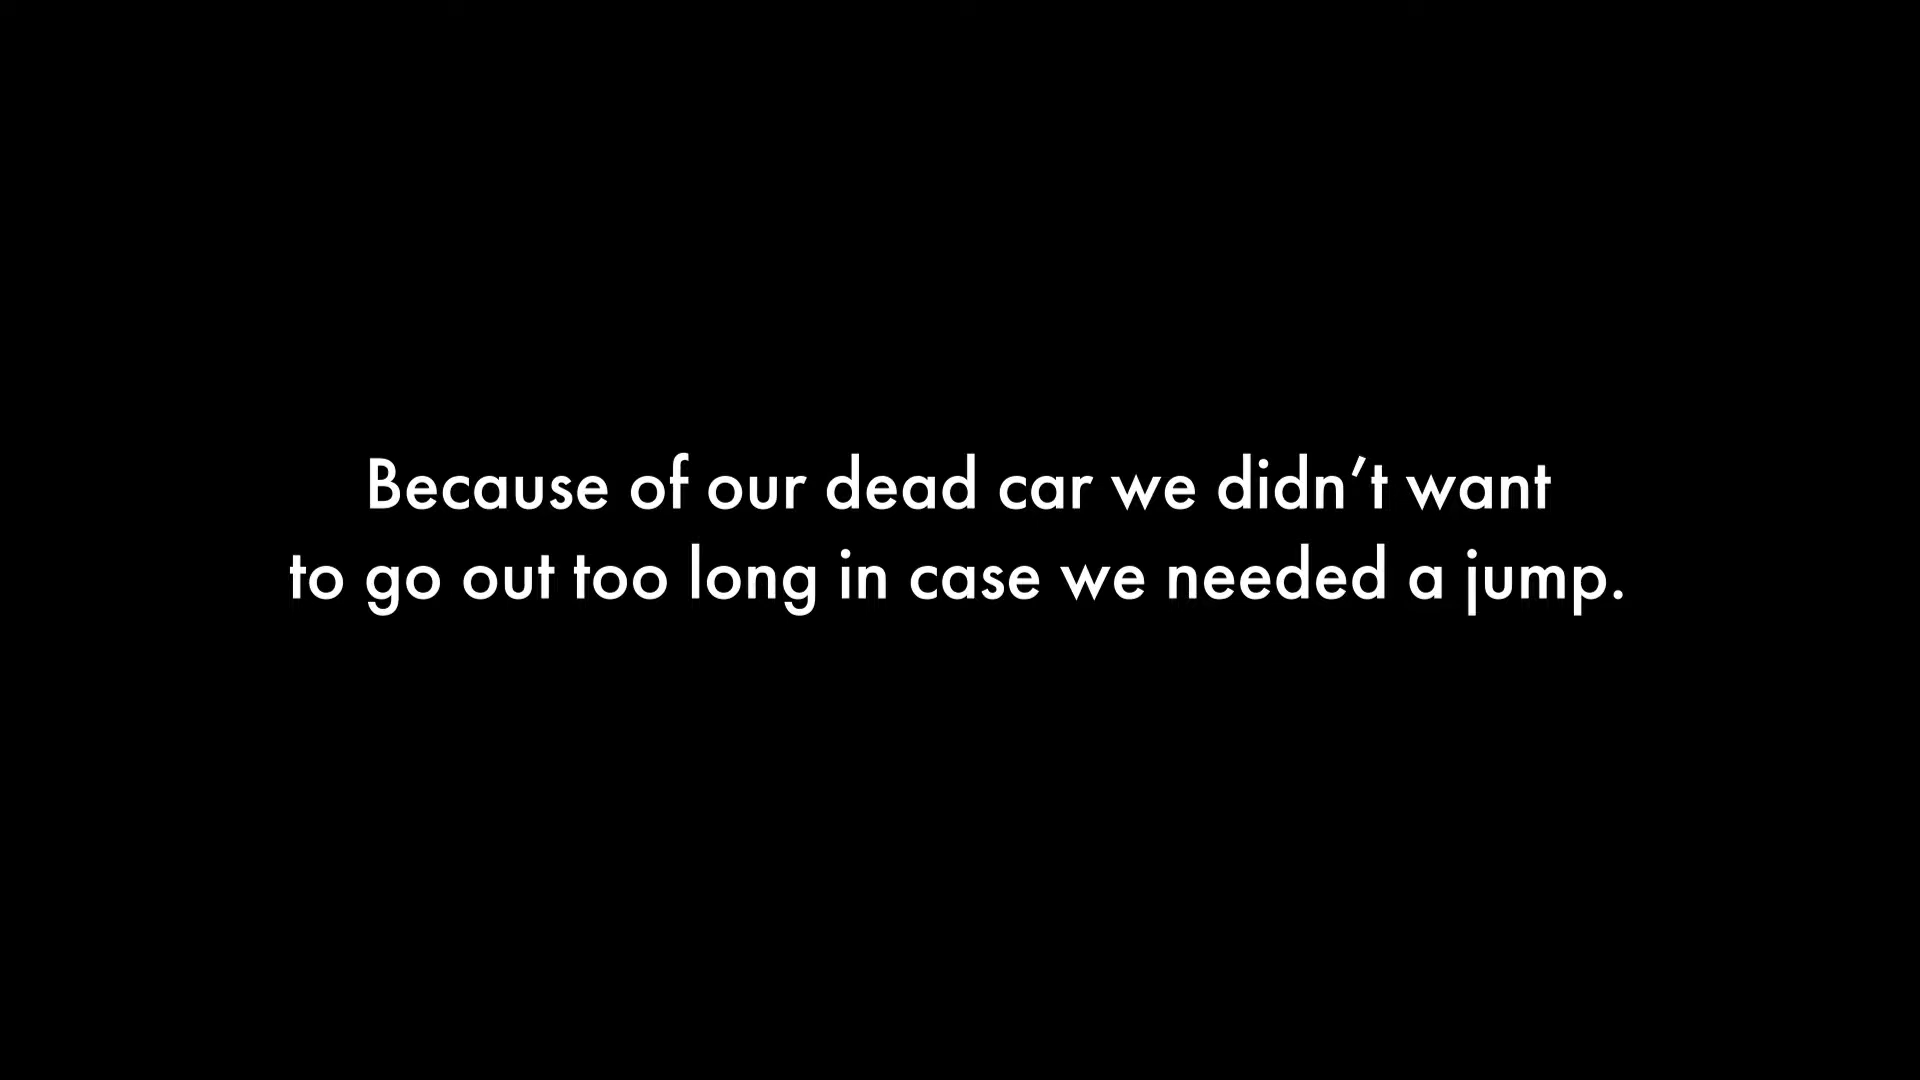 Because of our dead car we didn’t want
to go out too long in case we needed a jump.